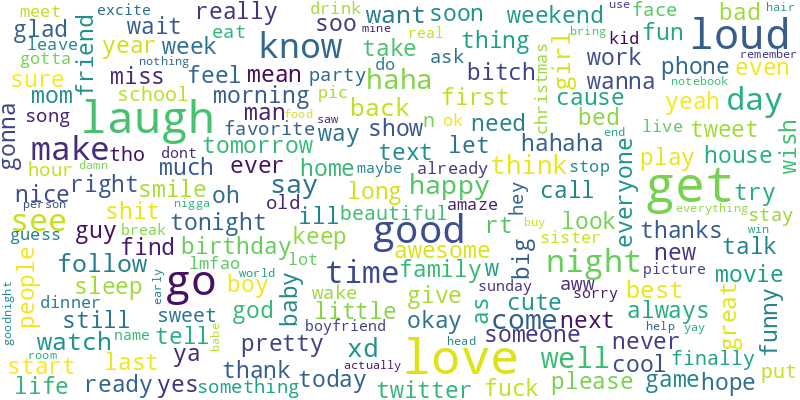 meet excite really drink want soon weekend face bad hair use
glad leave wait soo eat mine real bring loud
friend year week know take ask thing girl fun kid remember
gotta nothing do work phone even
sure miss feel mean party haha bitch christmas wanna
mom school morning pic back first cause notebook day
song laugh man food saw n ok need bed yeah live tweet
gonna favorite way show hahaha end wish
make tho tomorrow text let play house
damn dont much ever home maybe already think stop everyone get try
nice right smile oh say long happy amaze hey call
person nigga old beautiful everything
see shit tonight ill rt look stay
guess guy break good big sister buy thanks win
people find birthday keep awesome new talk
follow lmfao lot time family w night picture movie
goodnight sleep early world boy baby wake sunday aww best great
dinner sweet god little give as cute sorry always funny
still babe boyfriend okay come next help yay
watch name tell pretty xd someone never
room ya head well cool finally
start last thank actually love put
life ready yes something today twitter fuck please game hope